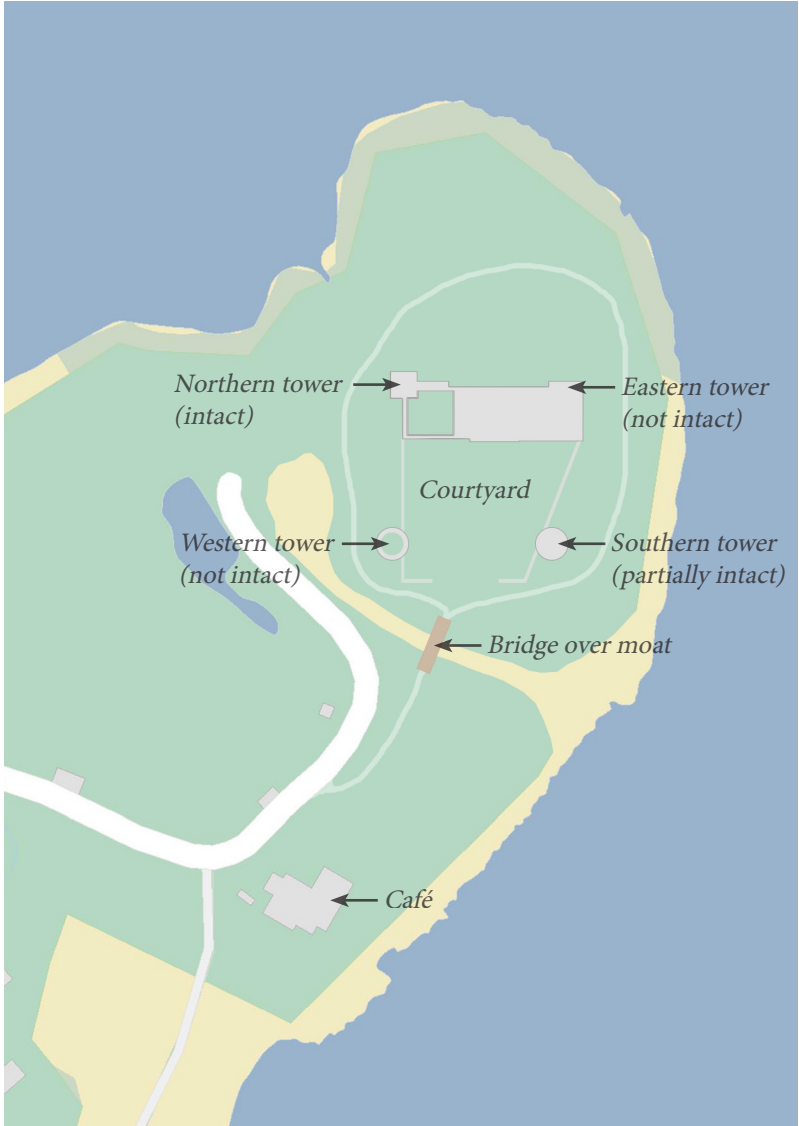 Northern tower
(intact)
Eastern tower
(not intact)
Courtyard
Western tower
(not intact)
Southern tower
(partially intact)
Bridge over moat
Café